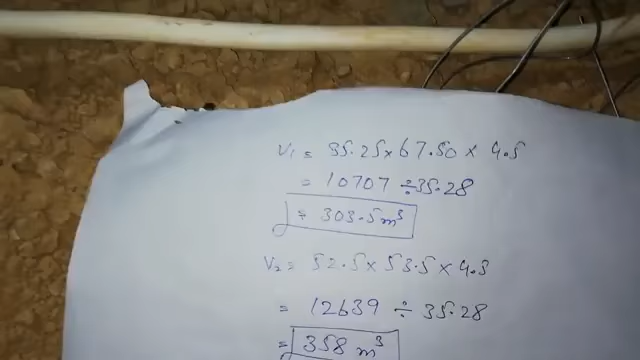 V₁ = 35.25 x 67.50 x 4.5
= 10707 ÷ 35.28
= 303.5 m³
V₂ = 52.5 x 53.5 x 4.5
= 12639 ÷ 35.28
= 358 m³